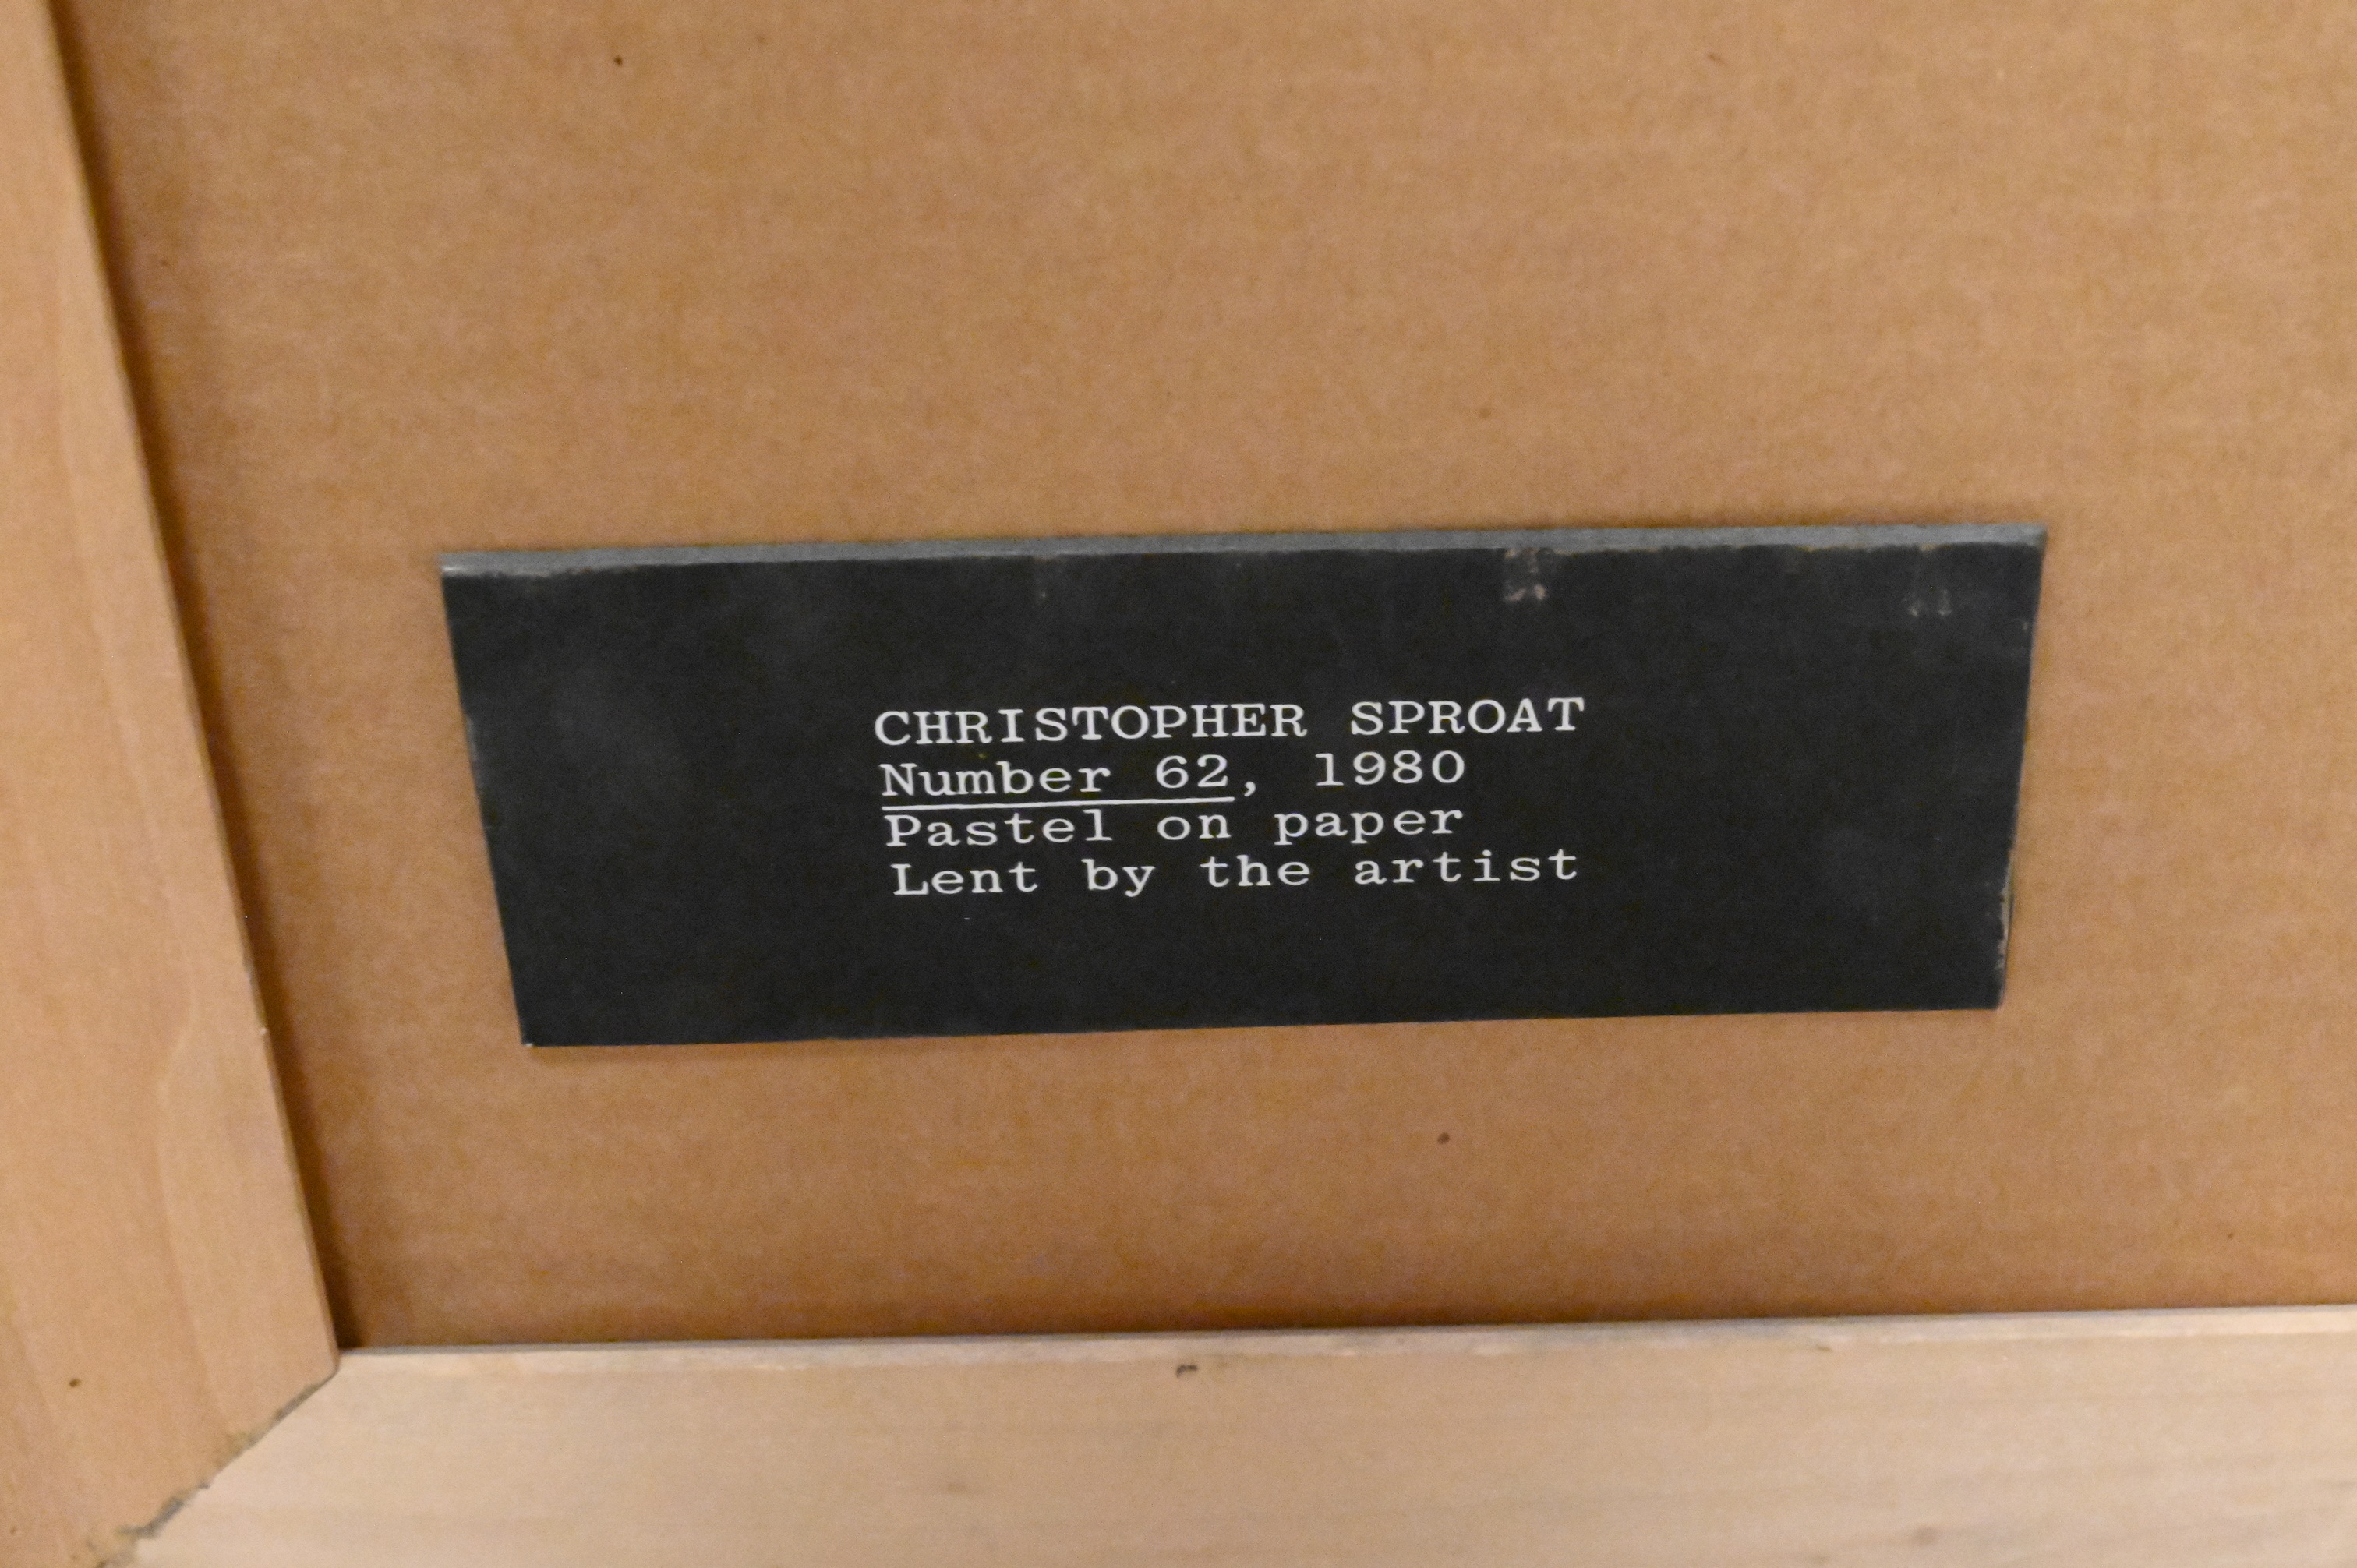 CHRISTOPHER SPROAT
Number 62, 1980
Pastel on paper
Lent by the artist